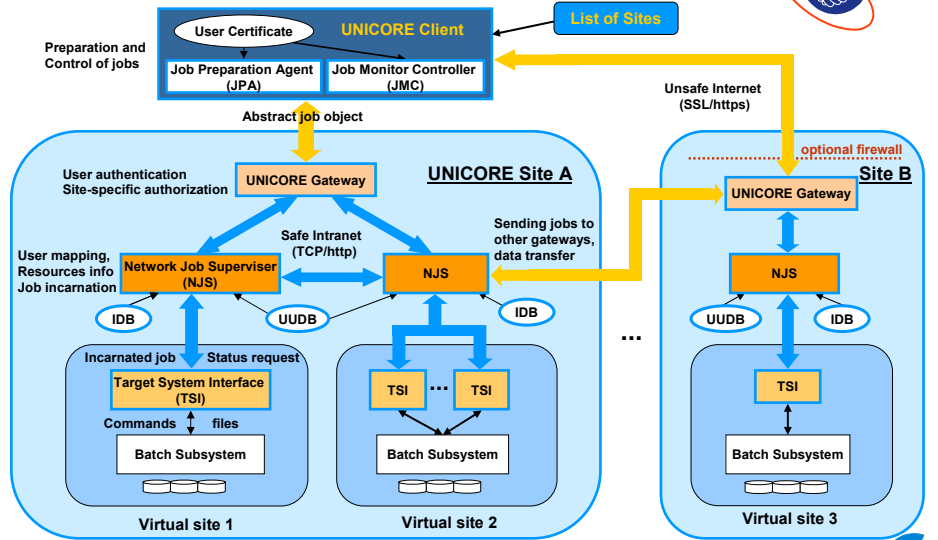 List of Sites
User Certificate
UNICORE Client
Preparation and
Control of jobs
Job Preparation Agent
(JPA)
Job Monitor Controller
(JMC)
Unsafe Internet
(SSL/https)
Abstract job object
optional firewall
User authentication
Site-specific authorization
UNICORE Gateway
UNICORE Site A
UNICORE Gateway
Site B
Safe Intranet
(TCP/http)
Sending jobs to
other gateways,
data transfer
User mapping,
Resources info
Job incarnation
Network Job Superviser
(NJS)
NJS
NJS
IDB
UUDB
IDB
UUDB
IDB
...
Incarnated job
Status request
Target System Interface
(TSI)
TSI
...
TSI
TSI
Commands
files
Batch Subsystem
Batch Subsystem
Batch Subsystem
Virtual site 1
Virtual site 2
Virtual site 3